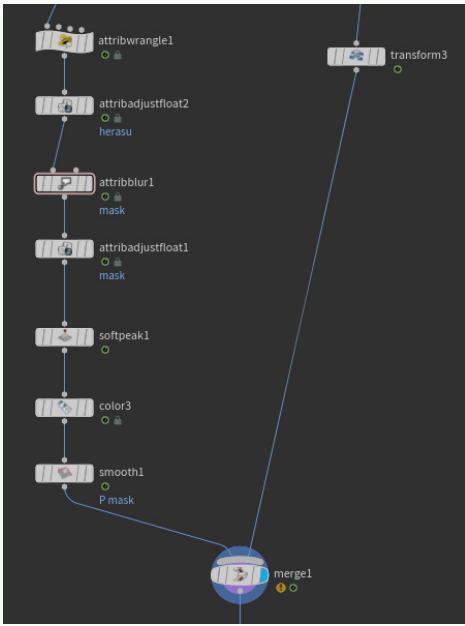 attribwrangle1
transform3
attribadjustfloat2
herasu
attribblur1
mask
attribadjustfloat1
mask
softpeak1
color3
smooth1
P mask
merge1